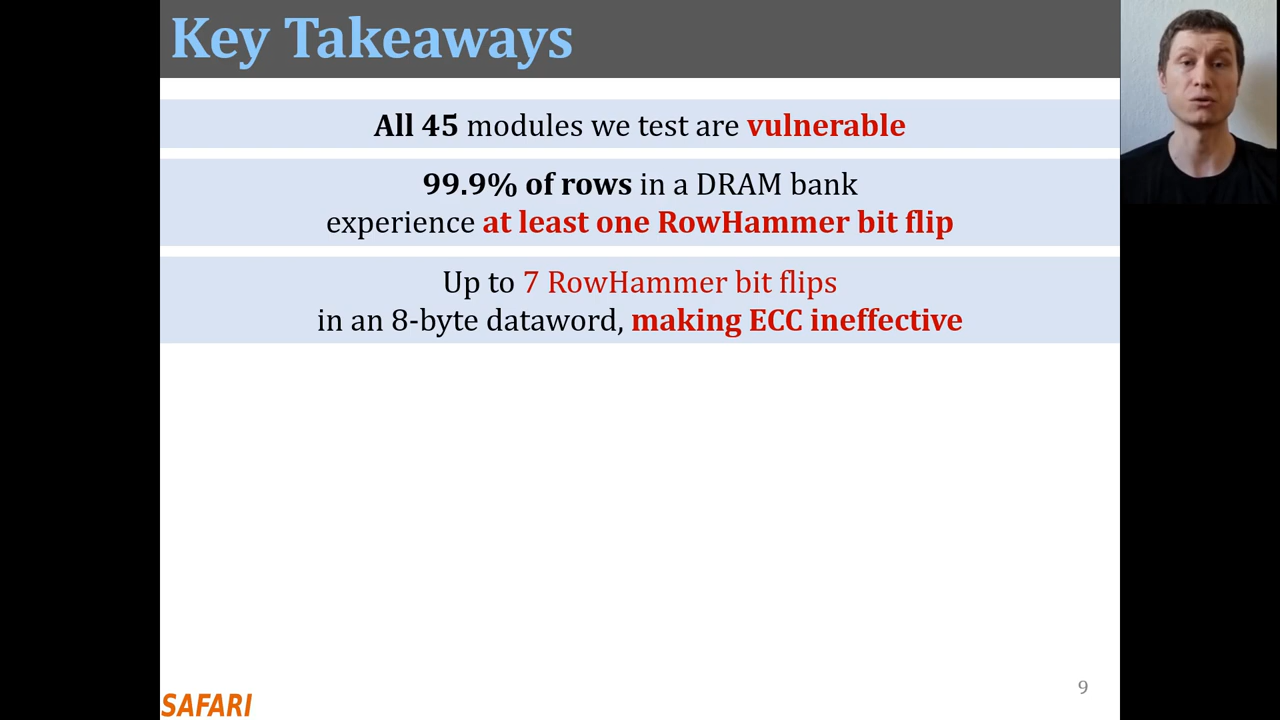 Key Takeaways
All 45 modules we test are vulnerable
99.9% of rows in a DRAM bank
experience at least one RowHammer bit flip
Up to 7 RowHammer bit flips
in an 8-byte dataword, making ECC ineffective
SAFARI
9